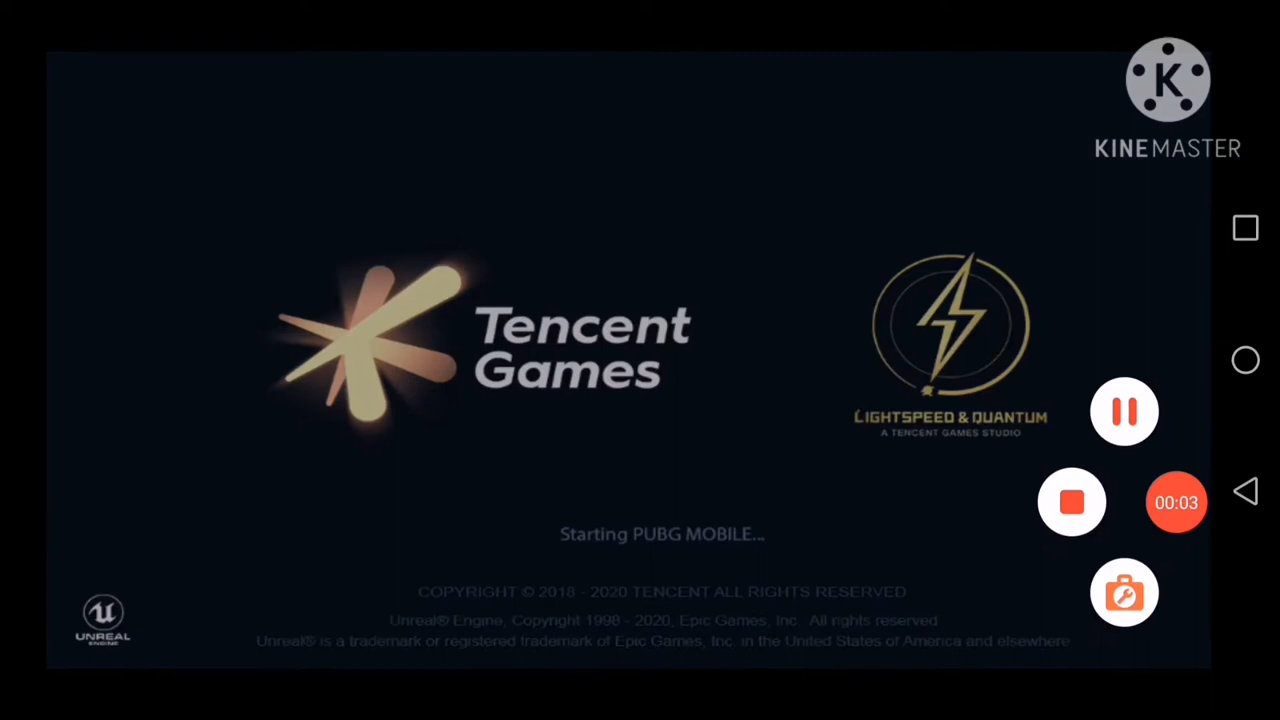 K
KINEMASTER
Tencent
Games
LIGHTSPEED & QUANTUM
A TENCENT GAMES STUDIO
00:03
Starting PUBG MOBILE...
COPYRIGHT © 2018 - 2020 TENCENT ALL RIGHTS RESERVED
Unreal® Engine, Copyright 1998 - 2020, Epic Games, Inc. All rights reserved
Unreal® is a trademark or registered trademark of Epic Games, Inc. in the United States of America and elsewhere
UNREAL
ENGINE